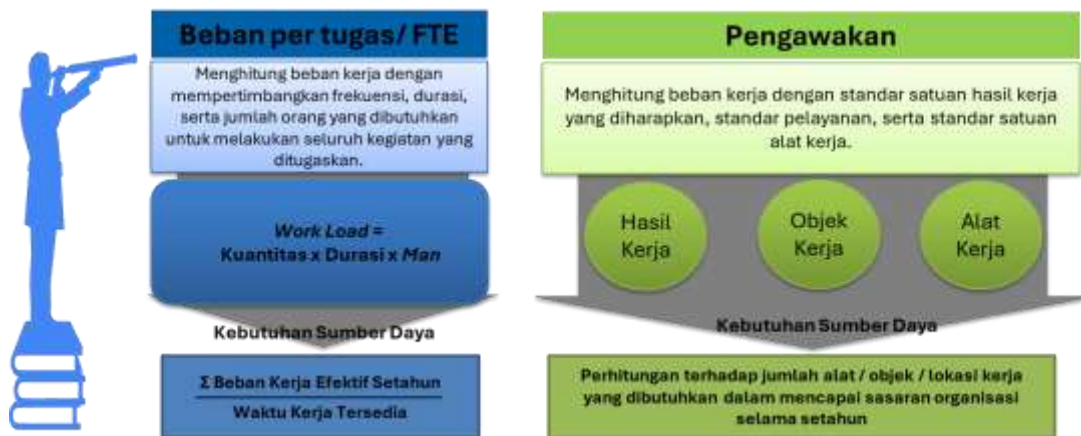 Beban per tugas/ FTE
Menghitung beban kerja dengan
mempertimbangkan frekuensi, durasi,
serta jumlah orang yang dibutuhkan
untuk melakukan seluruh kegiatan yang
ditugaskan.
Work Load =
Kuantitas x Durasi x Man
Kebutuhan Sumber Daya
Σ Beban Kerja Efektif Setahun
Waktu Kerja Tersedia
Pengawakan
Menghitung beban kerja dengan standar satuan hasil kerja
yang diharapkan, standar pelayanan, serta standar satuan
alat kerja.
Hasil
Kerja
Objek
Kerja
Alat
Kerja
Kebutuhan Sumber Daya
Perhitungan terhadap jumlah alat / objek / lokasi kerja
yang dibutuhkan dalam mencapai sasaran organisasi
selama setahun